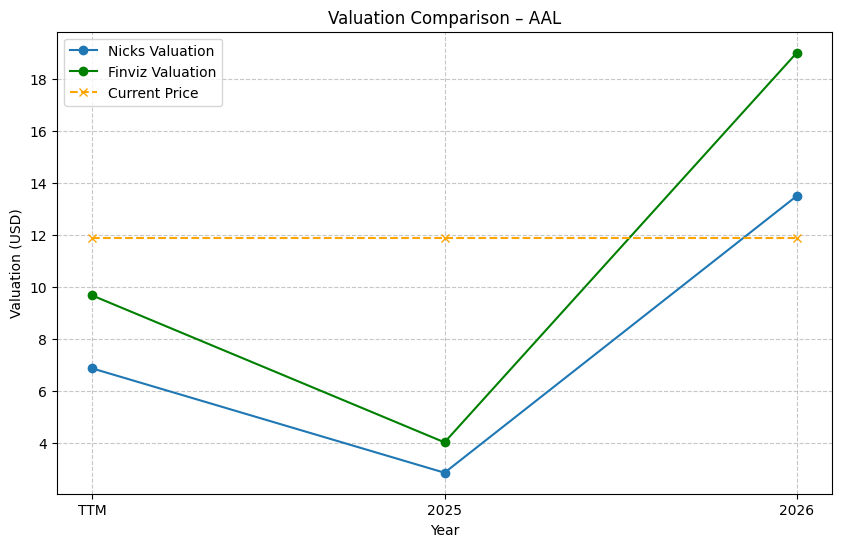 Valuation Comparison – AAL
Nicks Valuation
Finviz Valuation
Current Price
Valuation (USD)
18
16
14
12
10
8
6
4
TTM
2025
2026
Year